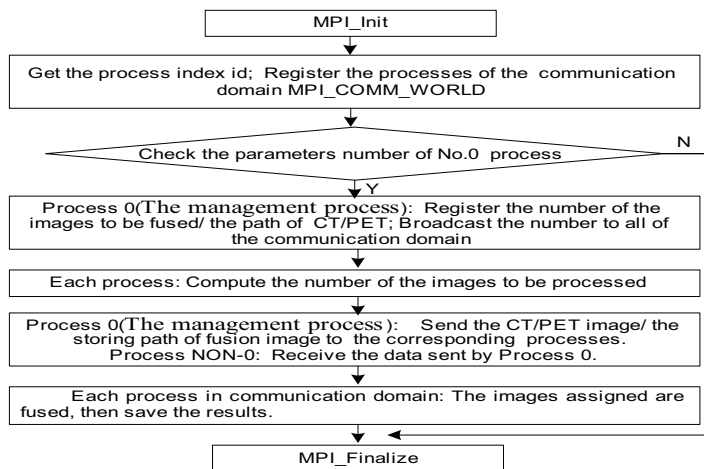 MPI_Init
Get the process index id; Register the processes of the communication
domain MPI_COMM_WORLD
N
Check the parameters number of No.0 process
Y
Process 0(The management process): Register the number of the
images to be fused/ the path of CT/PET; Broadcast the number to all of
the communication domain
Each process: Compute the number of the images to be processed
Process 0(The management process): Send the CT/PET image/ the
storing path of fusion image to the corresponding processes.
Process NON-0: Receive the data sent by Process 0.
Each process in communication domain: The images assigned are
fused, then save the results.
MPI_Finalize